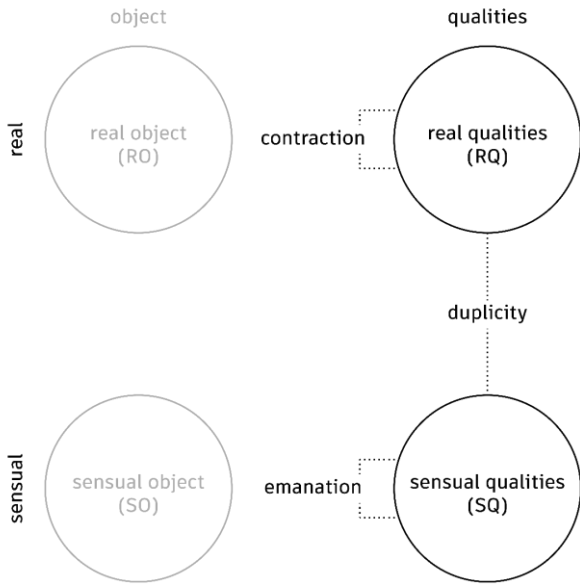 object
qualities
real
real object
(RO)
contraction
real qualities
(RQ)
duplicity
sensual
sensual object
(SO)
emanation
sensual qualities
(SQ)